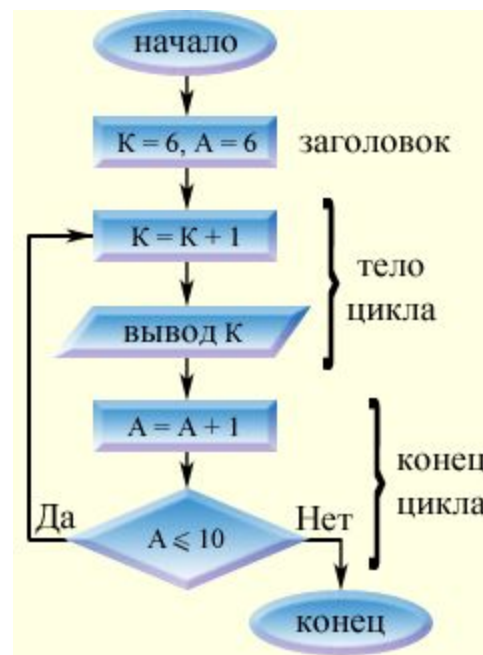 начало
К = 6, А = 6
заголовок
К = К + 1
тело
цикла
вывод К
А = А + 1
конец
цикла
Да
А ⩽ 10
Нет
конец